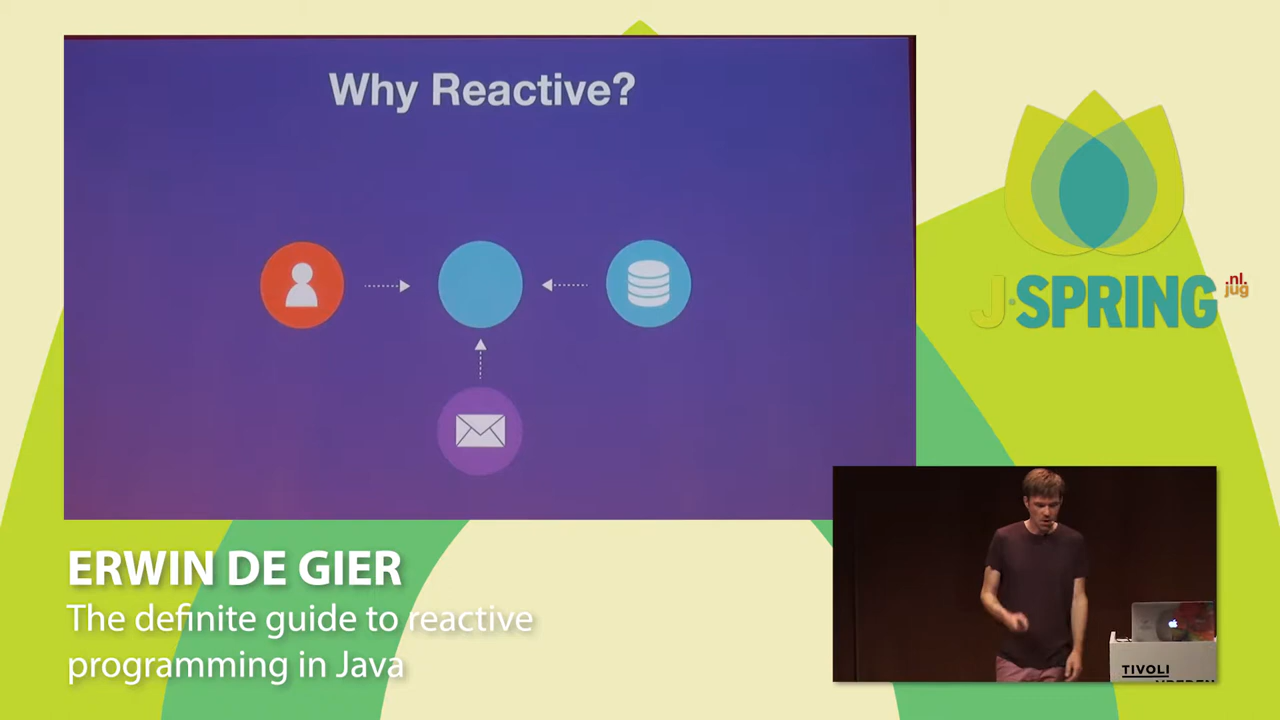 Why Reactive?
J·SPRING
.nl.
jug
ERWIN DE GIER
The definite guide to reactive
programming in Java
TIVOLI